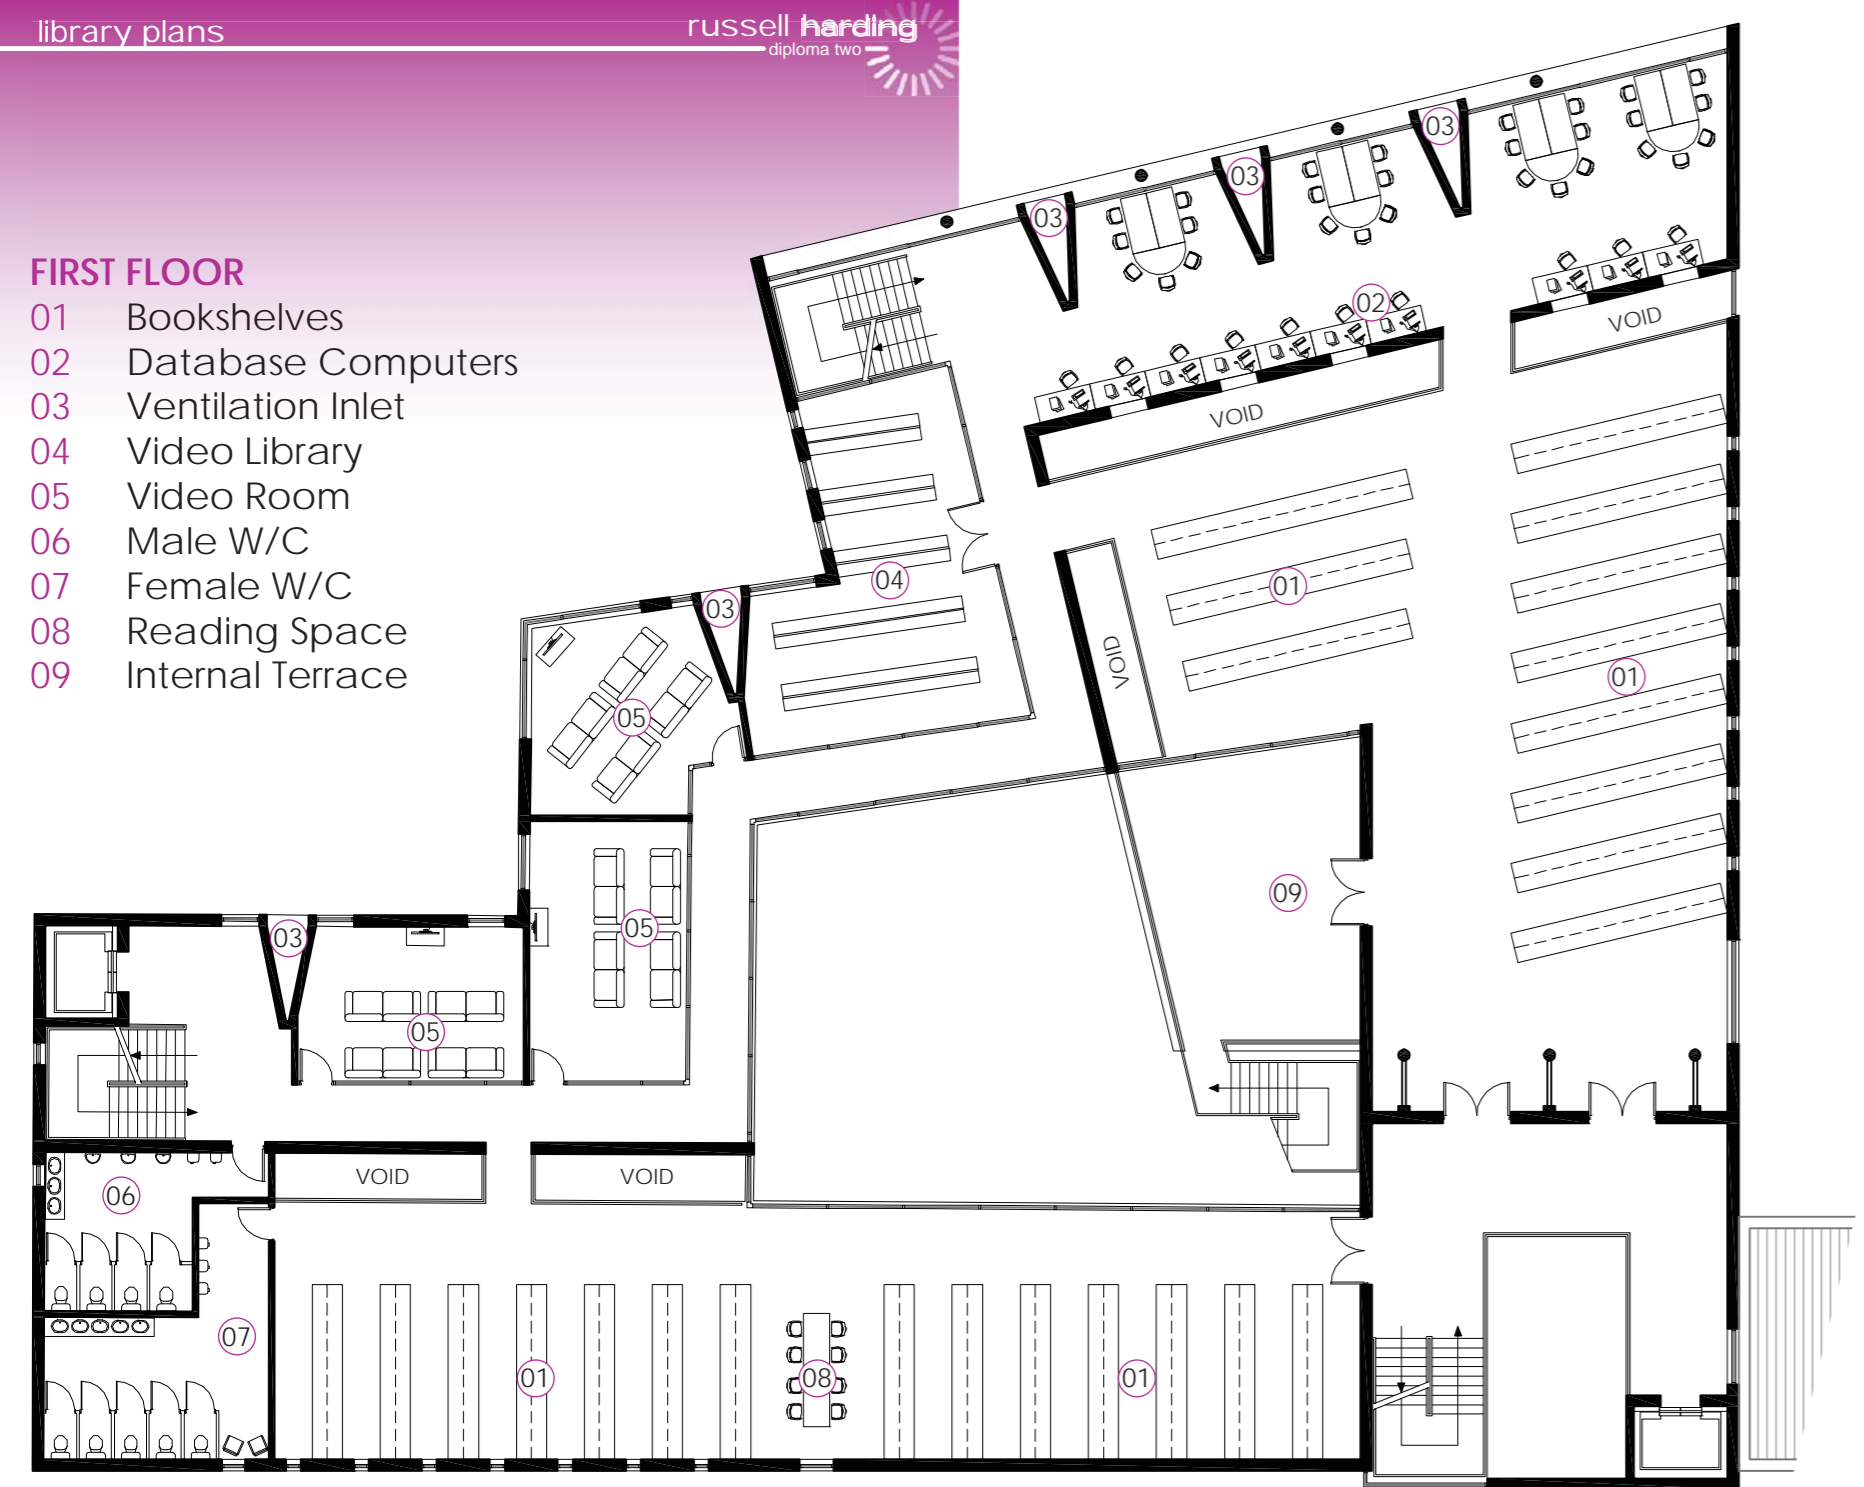 library plans
russell harding
diploma two
FIRST FLOOR
01 Bookshelves
02 Database Computers
03 Ventilation Inlet
04 Video Library
05 Video Room
06 Male W/C
07 Female W/C
08 Reading Space
09 Internal Terrace
03
03
03
02
VOID
VOID
01
04
03
VOID
01
05
09
05
03
05
VOID
VOID
06
07
01
08
01